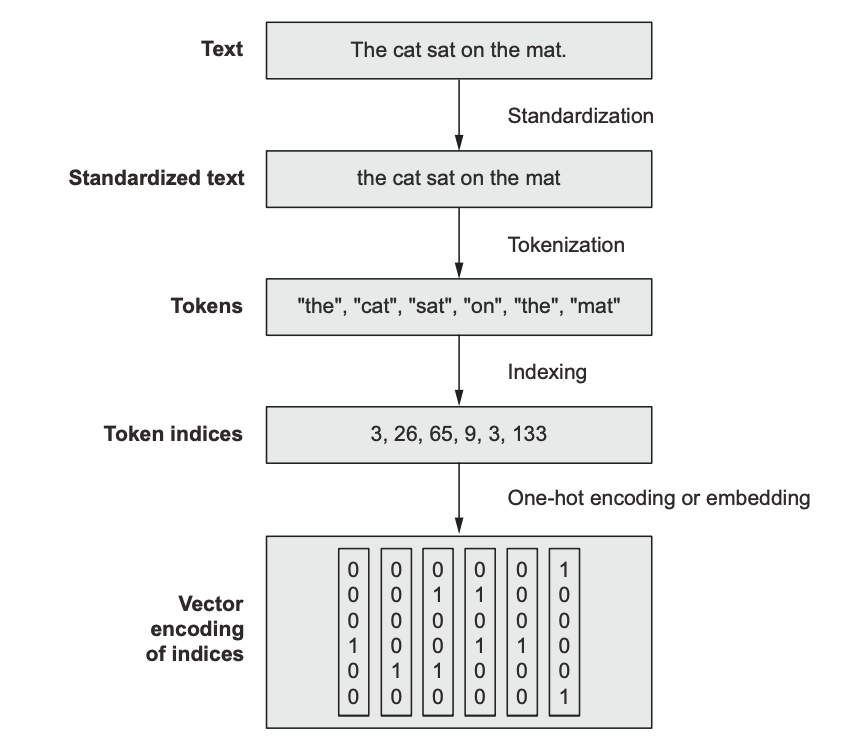 Text
The cat sat on the mat.
Standardization
Standardized text
the cat sat on the mat
Tokenization
Tokens
"the", "cat", "sat", "on", "the", "mat"
Indexing
Token indices
3, 26, 65, 9, 3, 133
One-hot encoding or embedding
Vector
encoding
of indices
0 0 0 0 0 1
0 0 1 1 0 0
0 0 0 0 0 0
1 0 0 1 1 0
0 1 1 0 0 0
0 0 0 0 0 1